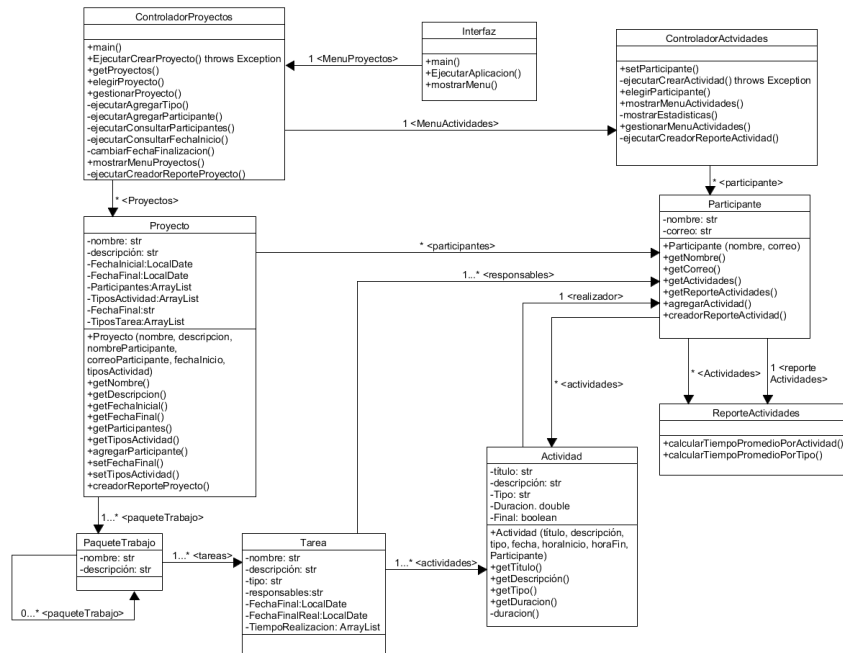 ControladorProyectos
+main()
+EjecutarCrearProyecto() throws Exception
+getProyectos()
+elegirProyecto()
+gestionarProyecto()
-ejecutarAgregarTipo()
-ejecutarAgregarParticipante()
-ejecutarConsultarParticipantes()
-ejecutarConsultarFechaInicio()
-cambiarFechaFinalizacion()
+mostrarMenuProyectos()
-ejecutarCreadorReporteProyecto()
1 <MenuProyectos>
Interfaz
+main()
+EjecutarAplicacion()
+mostrarMenu()
ControladorActvidades
+setParticipante()
-ejecutarCrearActividad() throws Exception
+elegirParticipante()
+mostrarMenuActividades()
-mostrarEstadisticas()
+gestionarMenuActividades()
-ejecutarCreadorReporteActividad()
1 <MenuActividades>
* <Proyectos>
* <participante>
Proyecto
-nombre: str
-descripción: str
-FechaInicial:LocalDate
-FechaFinal:LocalDate
-Participantes:ArrayList
-TiposActividad:ArrayList
-FechaFinal:str
-TiposTarea:ArrayList
+Proyecto (nombre, descripcion,
nombreParticipante,
correoParticipante, fechaInicio,
tiposActividad)
+getNombre()
+getDescripcion()
+getFechaInicial()
+getFechaFinal()
+getParticipantes()
+getTiposActividad()
+agregarParticipante()
+setFechaFinal()
+setTiposActividad()
+creadorReporteProyecto()
* <participantes>
1...* <responsables>
1 <realizador>
Participante
-nombre: str
-correo: str
+Participante (nombre, correo)
+getNombre()
+getCorreo()
+getActividades()
+getReporteActividades()
+agregarActividad()
+creadorReporteActividad()
* <actividades>
* <Actividades>
1 <reporte
Actividades>
ReporteActividades
+calcularTiempoPromedioPorActividad()
+calcularTiempoPromedioPorTipo()
Actividad
-título: str
-descripción: str
-Tipo: str
-Duracion. double
-Final: boolean
+Actividad (título, descripción,
tipo, fecha, horaInicio, horaFin,
Participante)
+getTitulo()
+getDescripción()
+getTipo()
+getDuracion()
-duracion()
1...* <paqueteTrabajo>
PaqueteTrabajo
-nombre: str
-descripción: str
0...* <paqueteTrabajo>
1...* <tareas>
Tarea
-nombre: str
-descripción: str
-tipo: str
-responsables:str
-FechaFinal:LocalDate
-FechaFinalReal:LocalDate
-TiempoRealizacion: ArrayList
1...* <actividades>